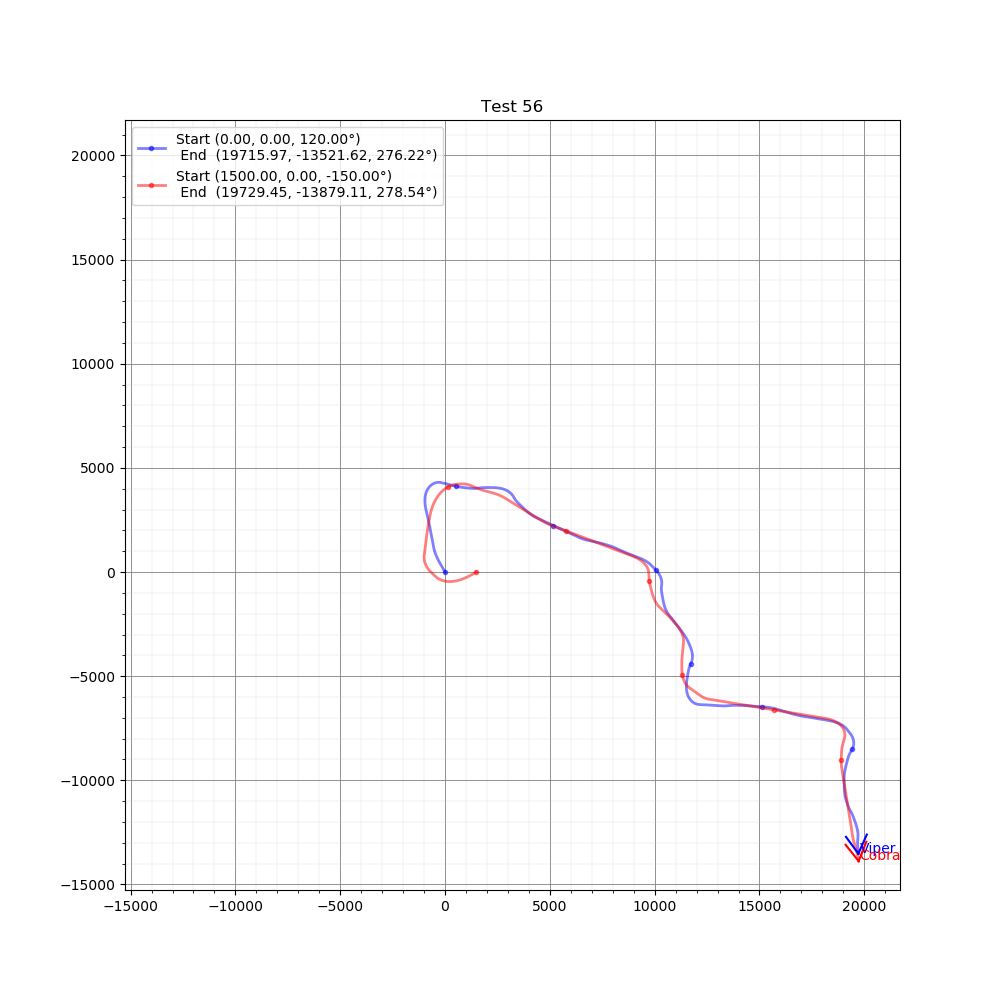 Test 56
Start (0.00, 0.00, 120.00°)
End (19715.97, -13521.62, 276.22°)
Start (1500.00, 0.00, -150.00°)
End (19729.45, -13879.11, 278.54°)
20000
15000
10000
5000
0
−5000
−10000
−15000
Viper
Cobra
−15000 −10000 −5000 0 5000 10000 15000 20000